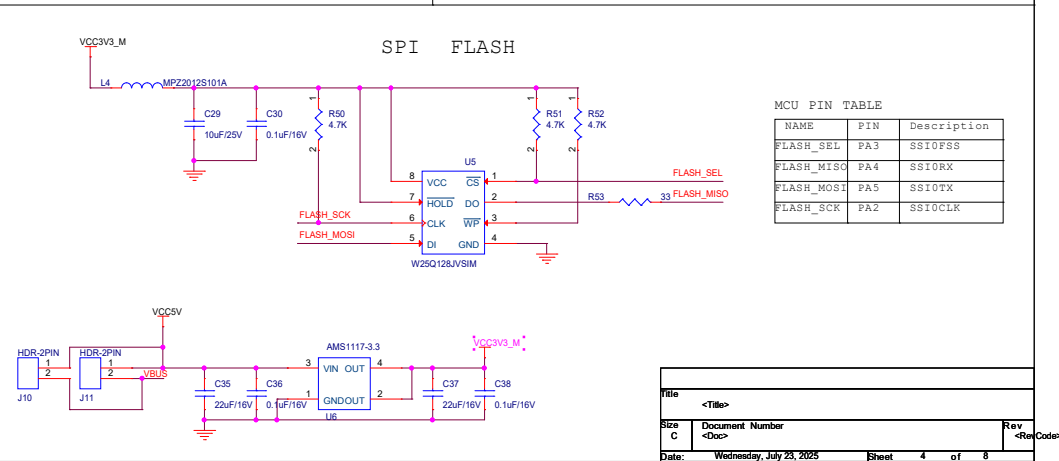 SPI FLASH
VCC3V3_M
L4
MPZ2012S101A
C29
10uF/25V
C30
0.1uF/16V
1
R50
4.7K
2
1
R51
4.7K
2
1
R52
4.7K
2
U5
8 VCC
7 HOLD
6 CLK
5 DI
CS 1
DO 2
WP 3
GND 4
W25Q128JVSIM
FLASH_SCK
FLASH_MOSI
FLASH_SEL
R53
33
FLASH_MISO
MCU PIN TABLE
NAME PIN Description
FLASH_SEL PA3 SSI0FSS
FLASH_MISO PA4 SSI0RX
FLASH_MOSI PA5 SSI0TX
FLASH_SCK PA2 SSI0CLK
VCC5V
HDR-2PIN
1
2
J10
HDR-2PIN
1
2
J11
VBUS
C35
22uF/16V
C36
0.1uF/16V
AMS1117-3.3
3 VIN OUT 4
1 GND OUT 2
U6
VCC3V3_M
C37
22uF/16V
C38
0.1uF/16V
Title
<Title>
Size
C
Document Number
<Doc>
Rev
<RevCode>
Date: Wednesday, July 23, 2025
Sheet 4 of 8